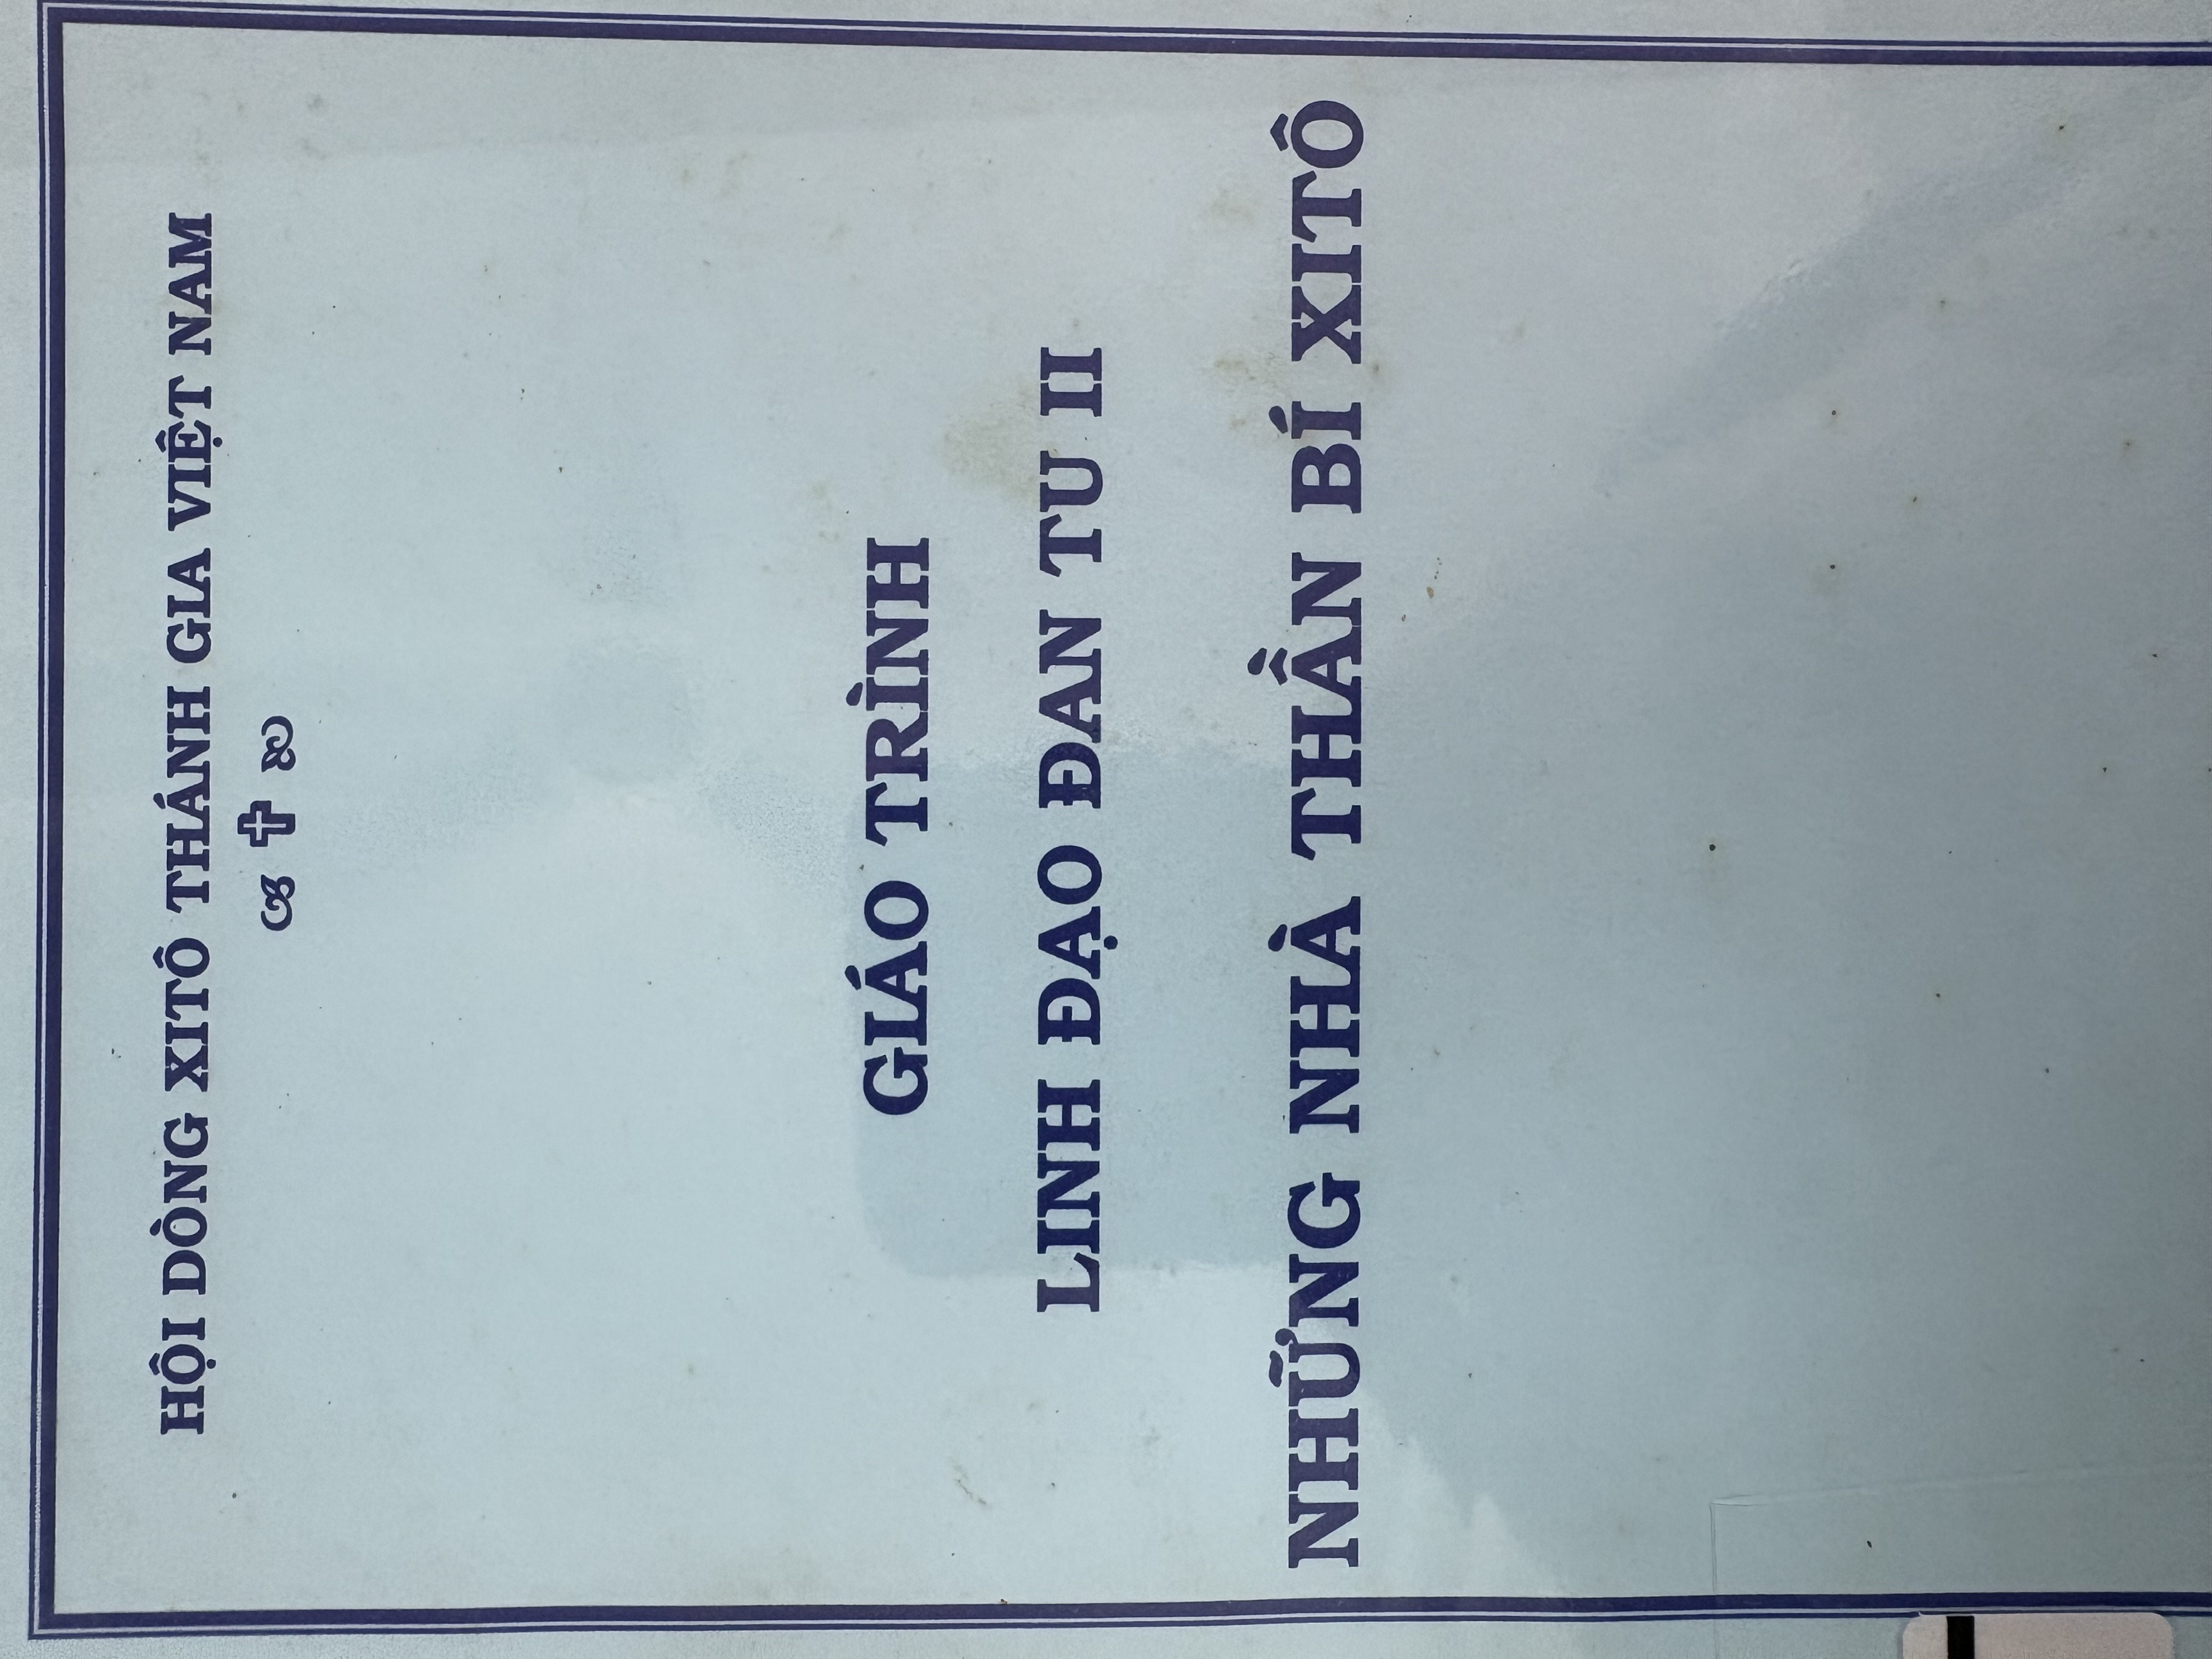 HỘI DÒNG XITÔ THÁNH GIA VIỆT NAM
GIÁO TRÌNH
LINH ĐẠO ĐAN TU II
NHỮNG NHÀ THẦN BÍ XITÔ